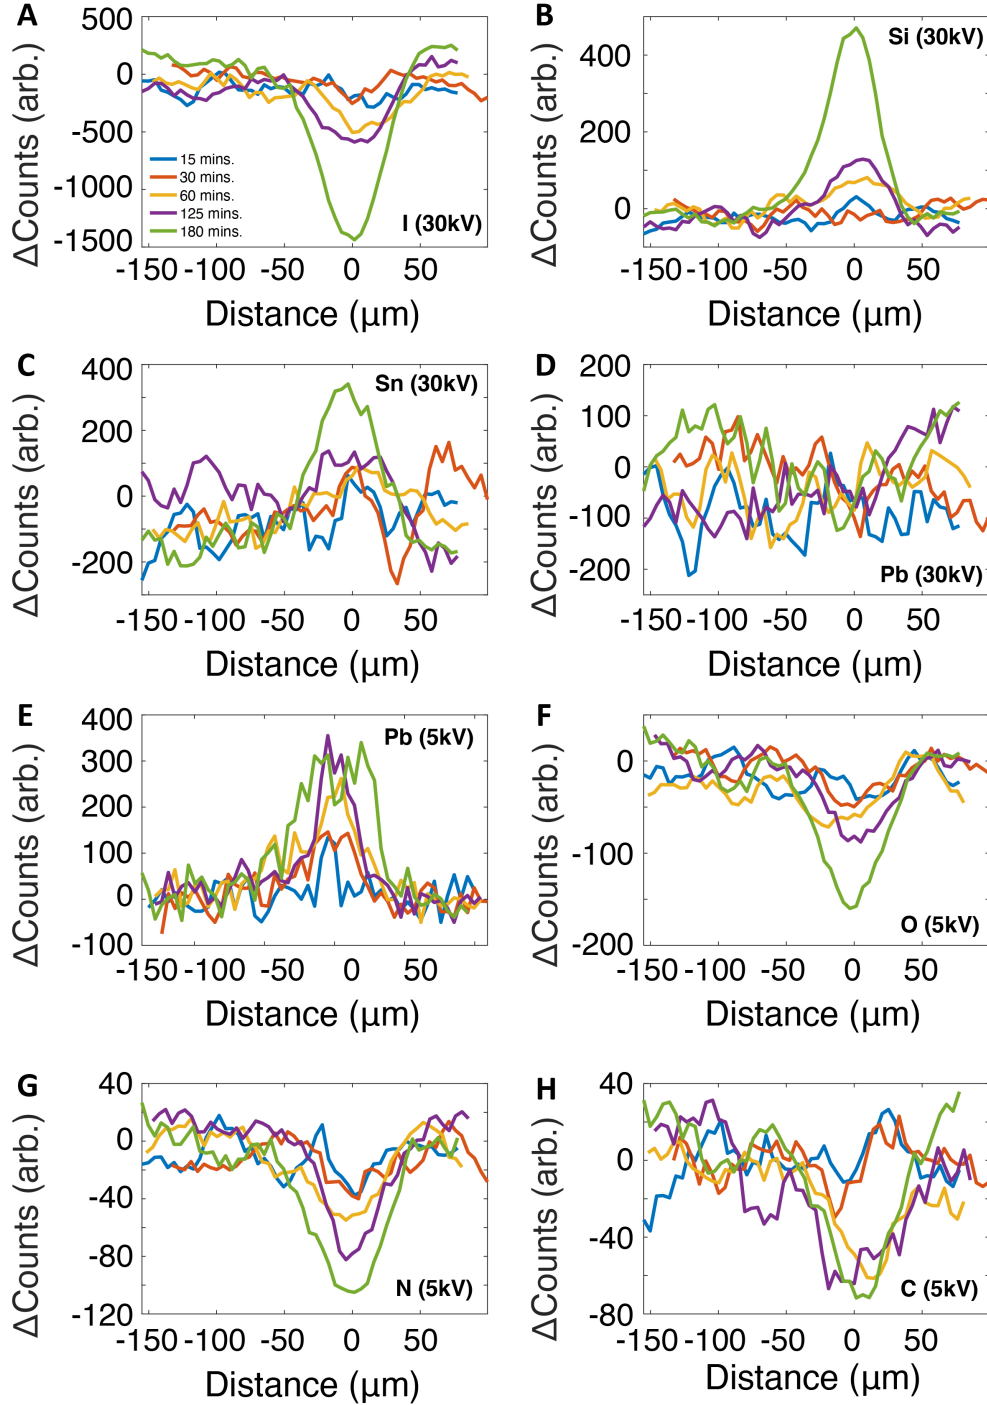 A
500
0
-500
-1000
-1500
ΔCounts (arb.)
15 mins.
30 mins.
60 mins.
125 mins.
180 mins.
I (30kV)
-150 -100 -50 0 50
Distance (μm)
B
400
200
0
ΔCounts (arb.)
Si (30kV)
-150 -100 -50 0 50
Distance (μm)
C
400
200
0
-200
ΔCounts (arb.)
Sn (30kV)
-150 -100 -50 0 50
Distance (μm)
D
200
100
0
-100
-200
ΔCounts (arb.)
Pb (30kV)
-150 -100 -50 0 50
Distance (μm)
E
400
300
200
100
0
-100
ΔCounts (arb.)
Pb (5kV)
-150 -100 -50 0 50
Distance (μm)
F
0
-100
-200
ΔCounts (arb.)
O (5kV)
-150 -100 -50 0 50
Distance (μm)
G
40
0
-40
-80
-120
ΔCounts (arb.)
N (5kV)
-150 -100 -50 0 50
Distance (μm)
H
40
0
-40
-80
ΔCounts (arb.)
C (5kV)
-150 -100 -50 0 50
Distance (μm)